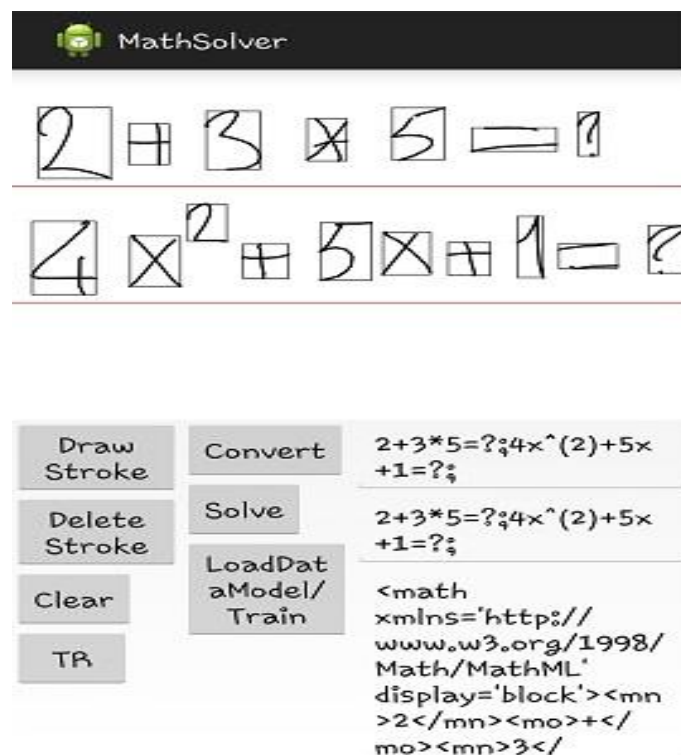 MathSolver
2 + 3 * 5 = ?
4x² + 5x + 1 = ?
Draw
Stroke
Delete
Stroke
Clear
TR
Convert
Solve
LoadDat
aModel/
Train
2+3*5=?;4x^(2)+5x
+1=?;
2+3*5=?;4x^(2)+5x
+1=?;
<math
xmlns='http://
www.w3.org/1998/
Math/MathML'
display='block'><mn
>2</mn><mo>+</
mo><mn>3</